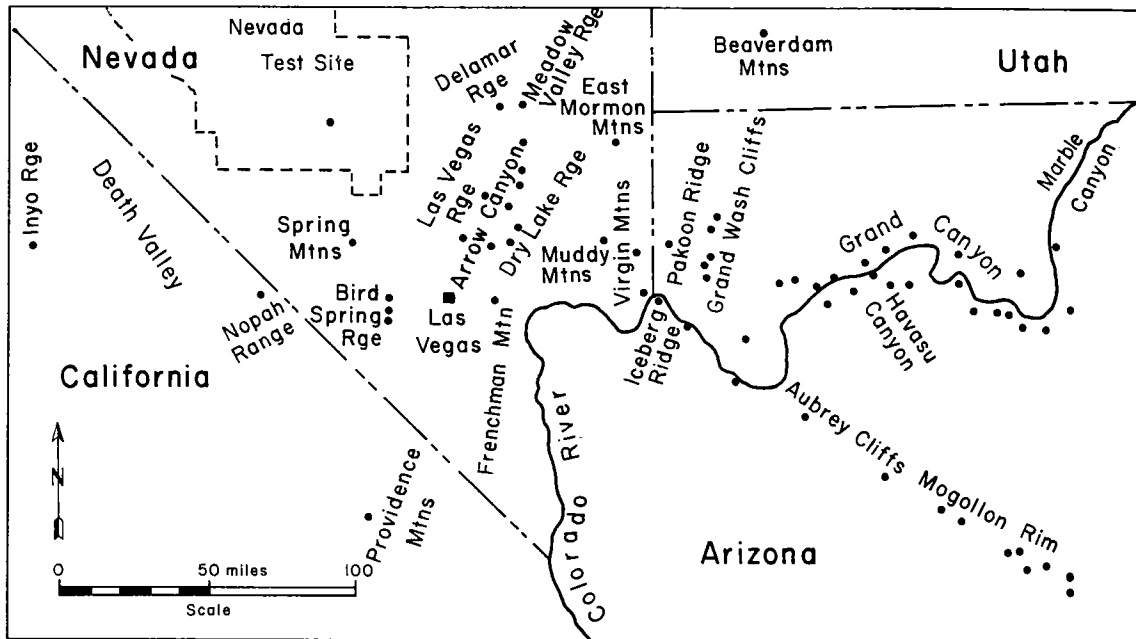 Nevada
Nevada
Test Site
Delamar
Rge
Meadow
Valley Rge
East
Mormon
Mtns
Beaverdam
Mtns
Utah
Inyo Rge
Death Valley
Las Vegas
Rge
Arrow Canyon
Dry Lake Rge
Spring
Mtns
Muddy
Mtns
Virgin Mtns
Pakoon Ridge
Grand Wash Cliffs
Grand Canyon
Marble
Canyon
Havasu
Canyon
Nopah
Range
Bird
Spring
Rge
Las
Vegas
Frenchman Mtn
Iceberg
Ridge
California
Colorado River
Aubrey Cliffs
Mogollon Rim
Providence
Mtns
Arizona
N
0 50 miles 100
Scale